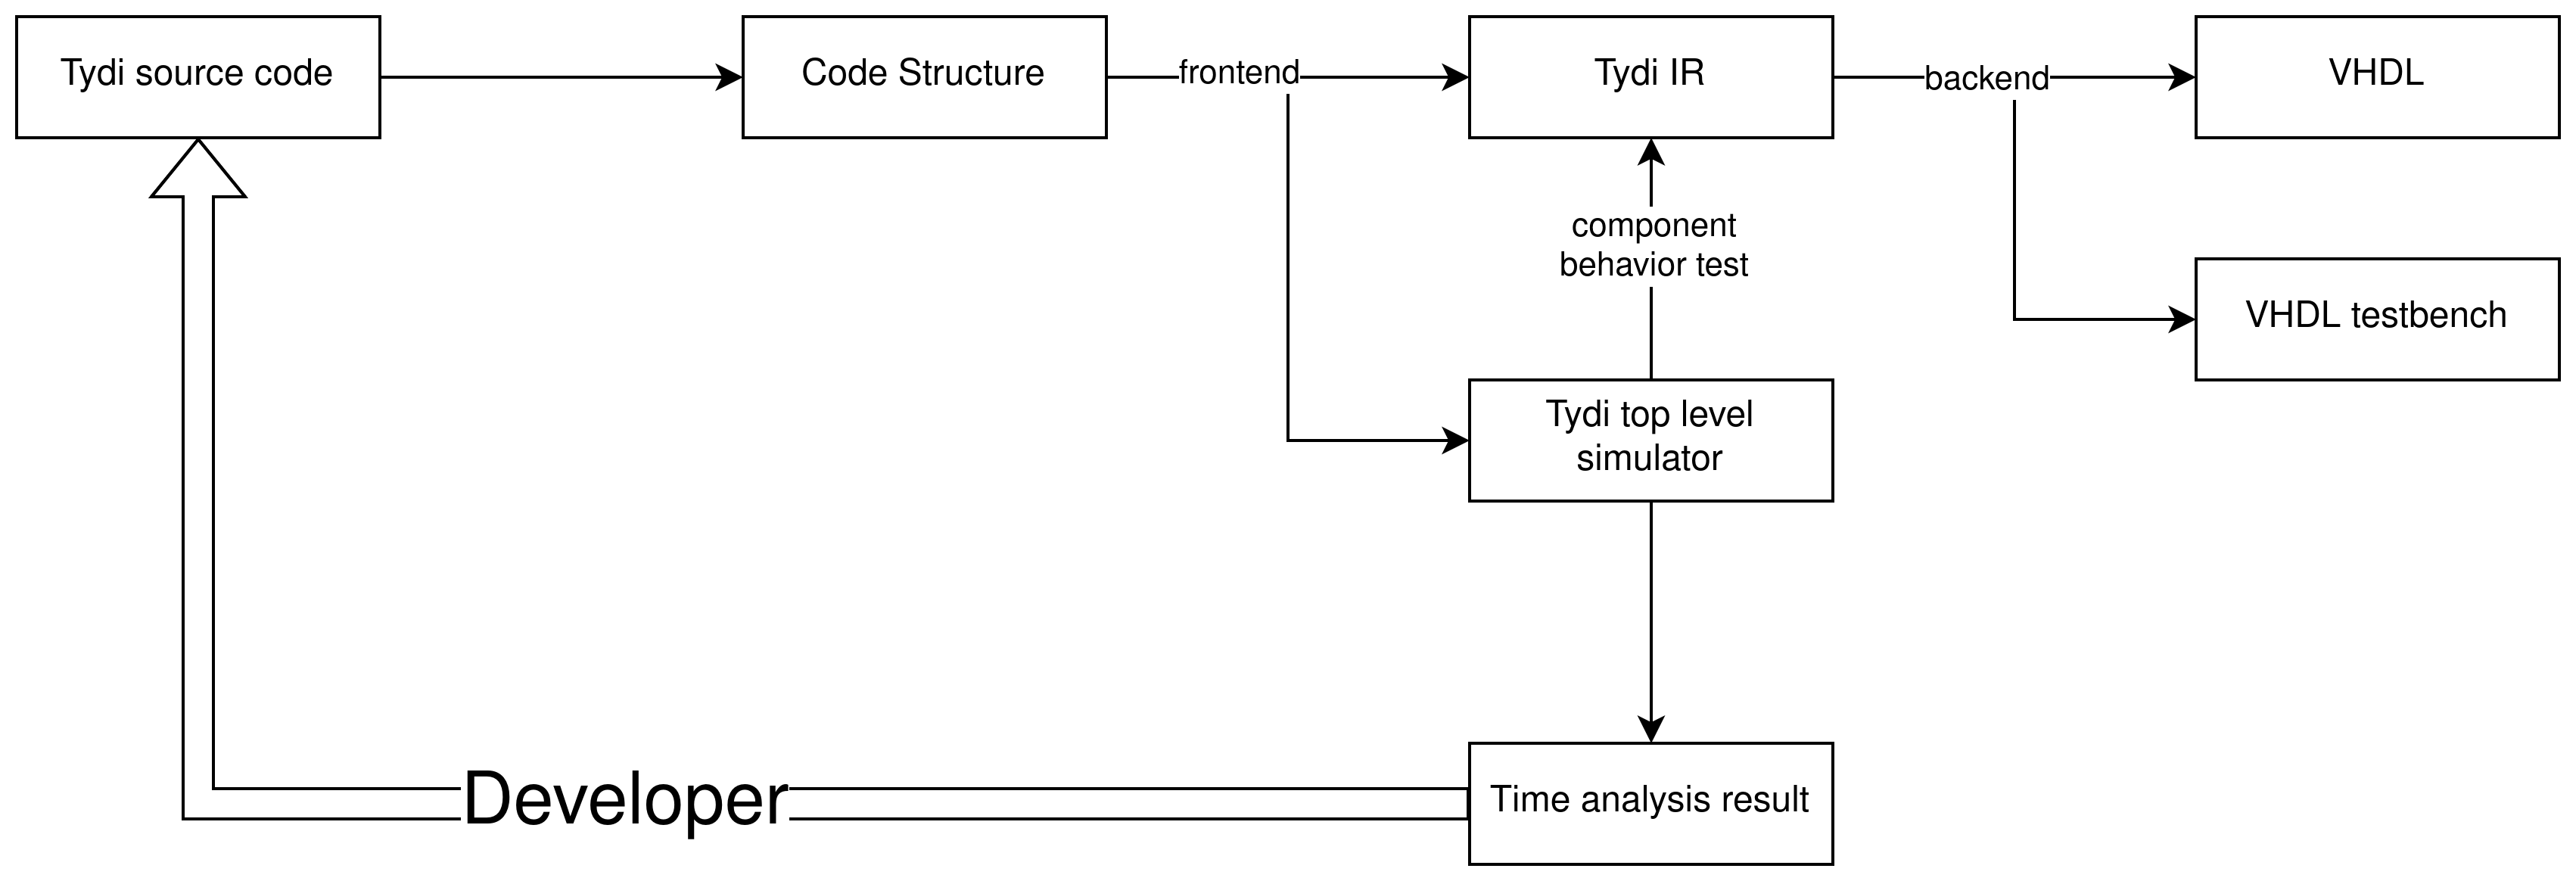 Tydi source code
Code Structure
frontend
Tydi IR
backend
VHDL
component
behavior test
VHDL testbench
Tydi top level
simulator
Developer
Time analysis result